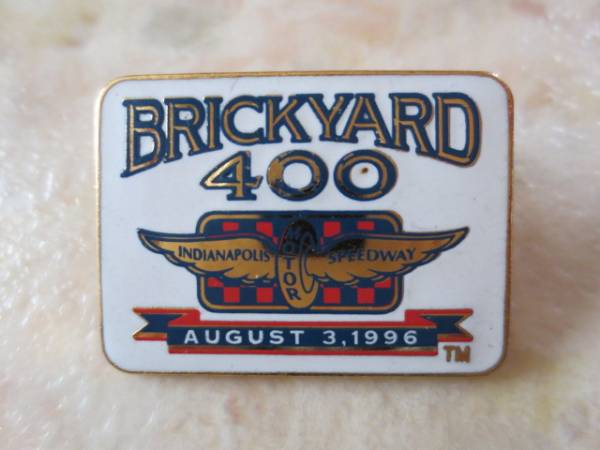 BRICKYARD
400
INDIANAPOLIS MOTOR SPEEDWAY
AUGUST 3, 1996
TM